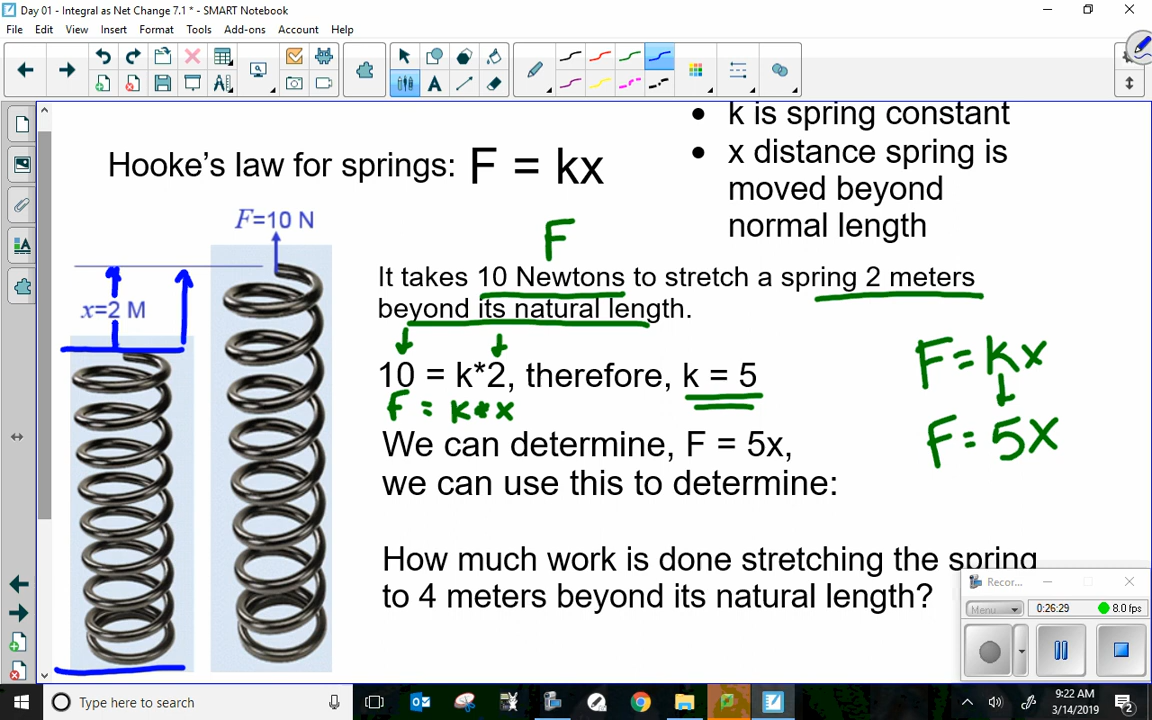 Day 01 - Integral as Net Change 7.1 * - SMART Notebook
File Edit View Insert Format Tools Add-ons Account Help
• k is spring constant
• x distance spring is
moved beyond
normal length
Hooke's law for springs: F = kx
F=10 N
F
It takes 10 Newtons to stretch a spring 2 meters
beyond its natural length.
x=2 M
10 = k*2, therefore, k = 5
F = k * x
F = kx
F = 5x
We can determine, F = 5x,
we can use this to determine:
How much work is done stretching the spring
to 4 meters beyond its natural length?
Recor...
Menu
0:26:29
8.0 fps
Type here to search
9:22 AM
3/14/2019
2